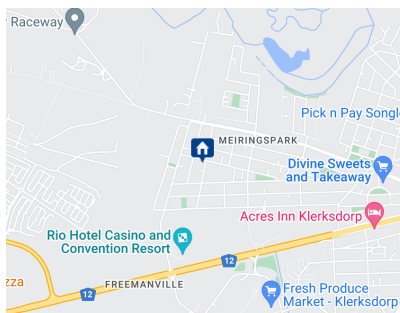 Raceway
MEIRINGSPARK
Pick n Pay Songl
Divine Sweets
and Takeaway
Acres Inn Klerksdorp
Rio Hotel Casino and
Convention Resort
12
12
FREEMANVILLE
zza
Fresh Produce
Market - Klerksdorp